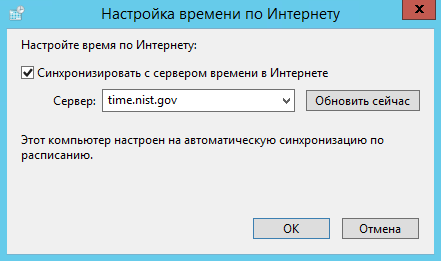 Настройка времени по Интернету
x
Настройте время по Интернету:
Синхронизировать с сервером времени в Интернете
Сервер: time.nist.gov Обновить сейчас
Этот компьютер настроен на автоматическую синхронизацию по
расписанию.
ОК Отмена